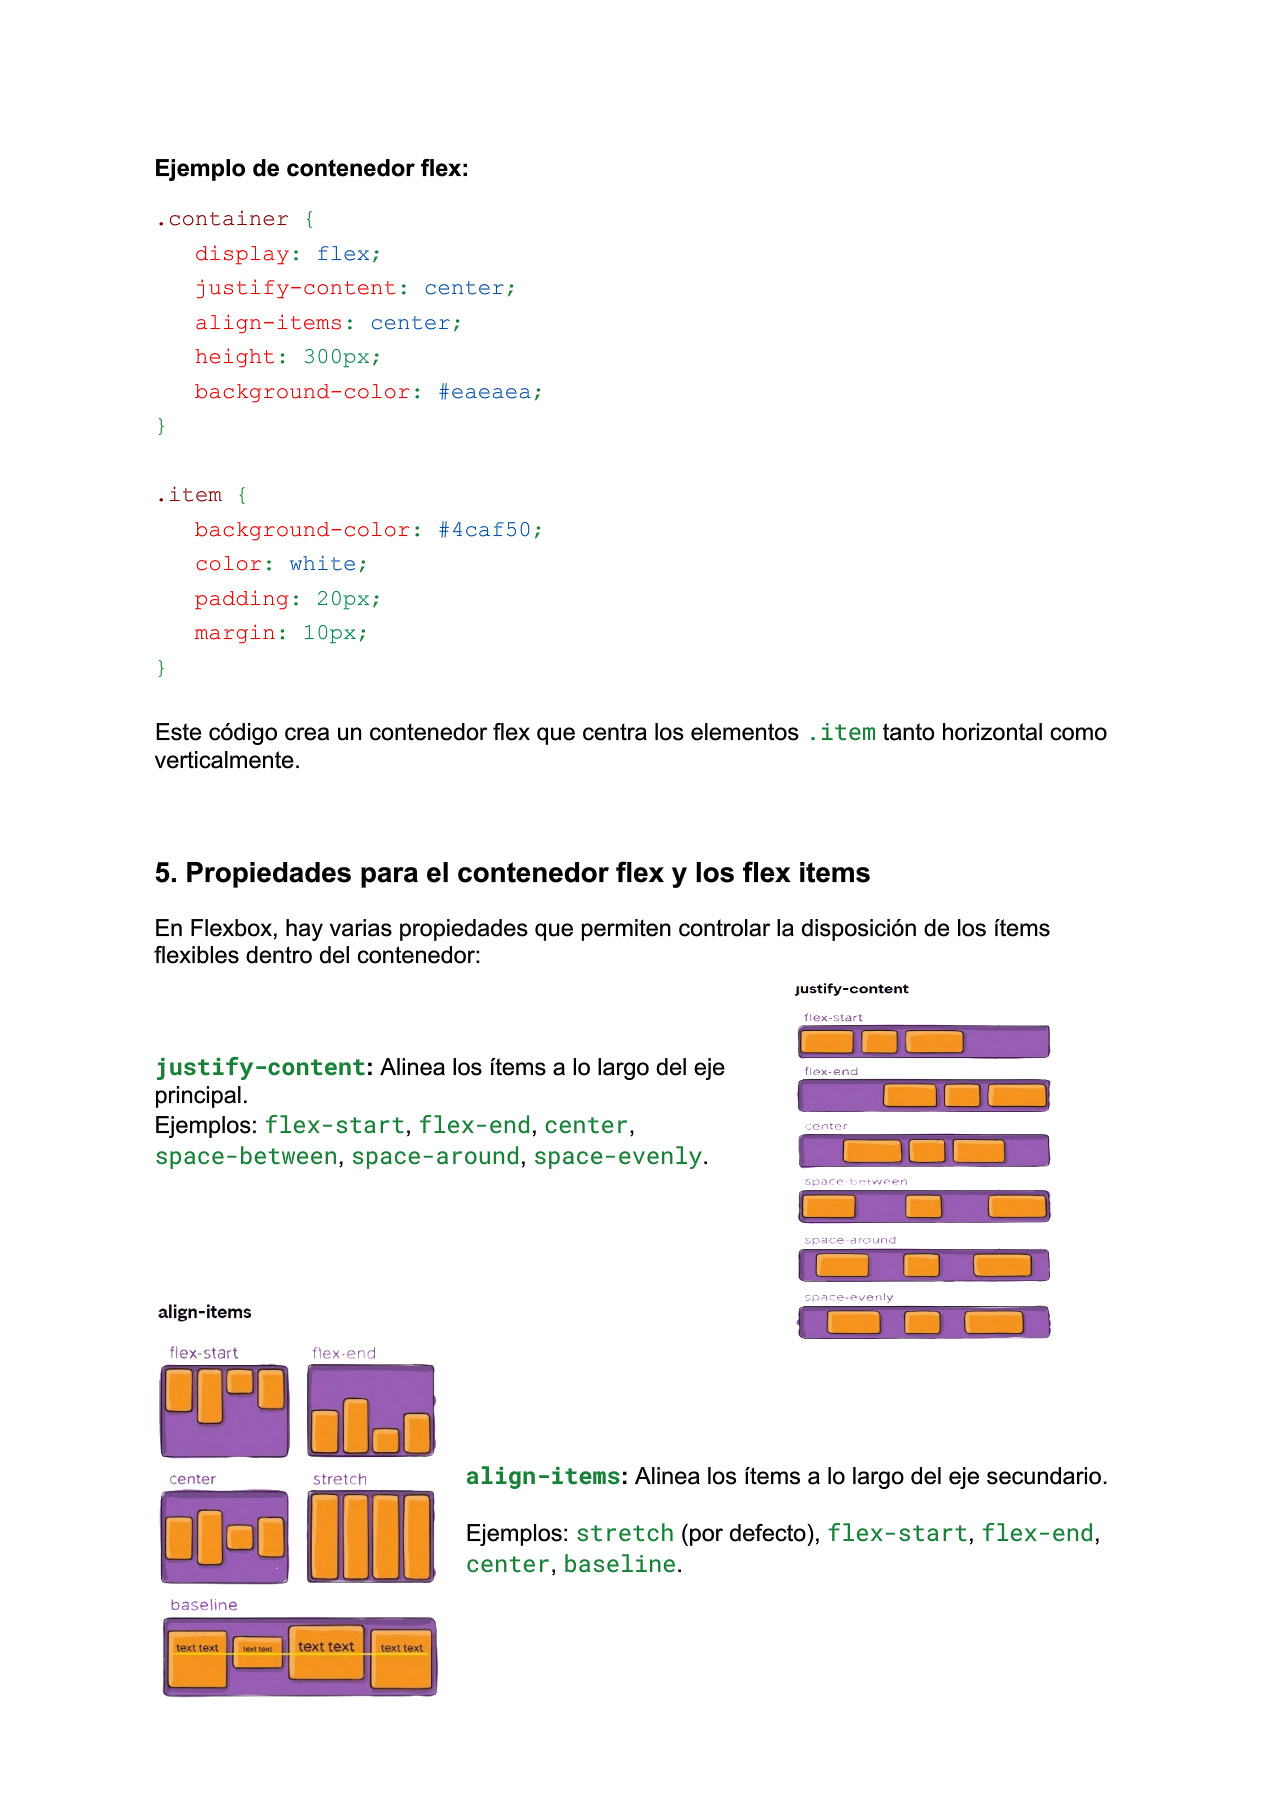 Ejemplo de contenedor flex:
.container {
display: flex;
justify-content: center;
align-items: center;
height: 300px;
background-color: #eaeaea;
}
.item {
background-color: #4caf50;
color: white;
padding: 20px;
margin: 10px;
}
Este código crea un contenedor flex que centra los elementos .item tanto horizontal como
verticalmente.
5. Propiedades para el contenedor flex y los flex items
En Flexbox, hay varias propiedades que permiten controlar la disposición de los ítems
flexibles dentro del contenedor:
justify-content: Alinea los ítems a lo largo del eje
principal.
Ejemplos: flex-start, flex-end, center,
space-between, space-around, space-evenly.
justify-content
flex-start
flex-end
center
space-between
space-around
space-evenly
align-items
flex-start
flex-end
center
stretch
baseline
text text
text text
text text
text text
align-items: Alinea los ítems a lo largo del eje secundario.
Ejemplos: stretch (por defecto), flex-start, flex-end,
center, baseline.